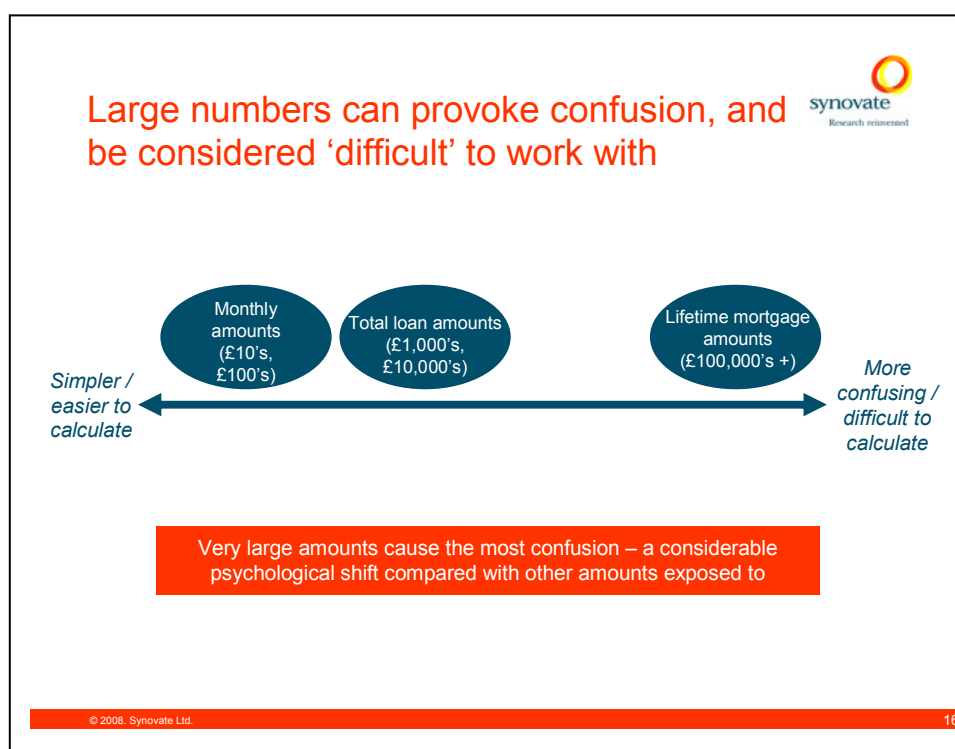 Large numbers can provoke confusion, and
be considered ‘difficult’ to work with
synovate
Research reinvented
Monthly
amounts
(£10’s,
£100’s)
Total loan amounts
(£1,000’s,
£10,000’s)
Lifetime mortgage
amounts
(£100,000’s +)
Simpler /
easier to
calculate
More
confusing /
difficult to
calculate
Very large amounts cause the most confusion – a considerable
psychological shift compared with other amounts exposed to
© 2008. Synovate Ltd.
16